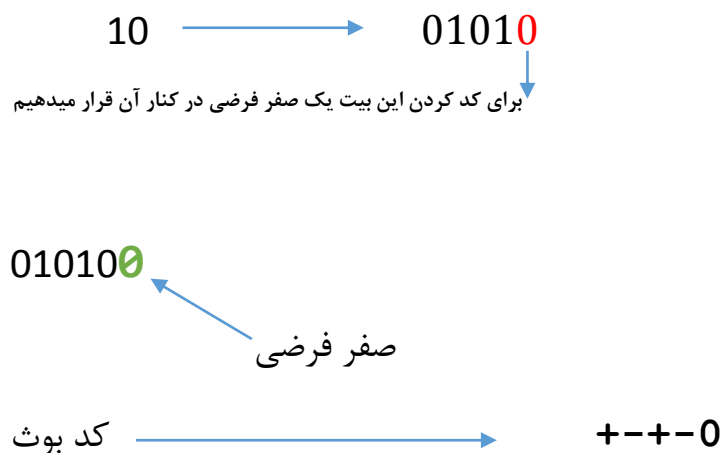 10 01010
برای کد کردن این بیت یک صفر فرضی در کنار آن قرار میدهیم
010100
صفر فرضی
کد بوث +-+-0